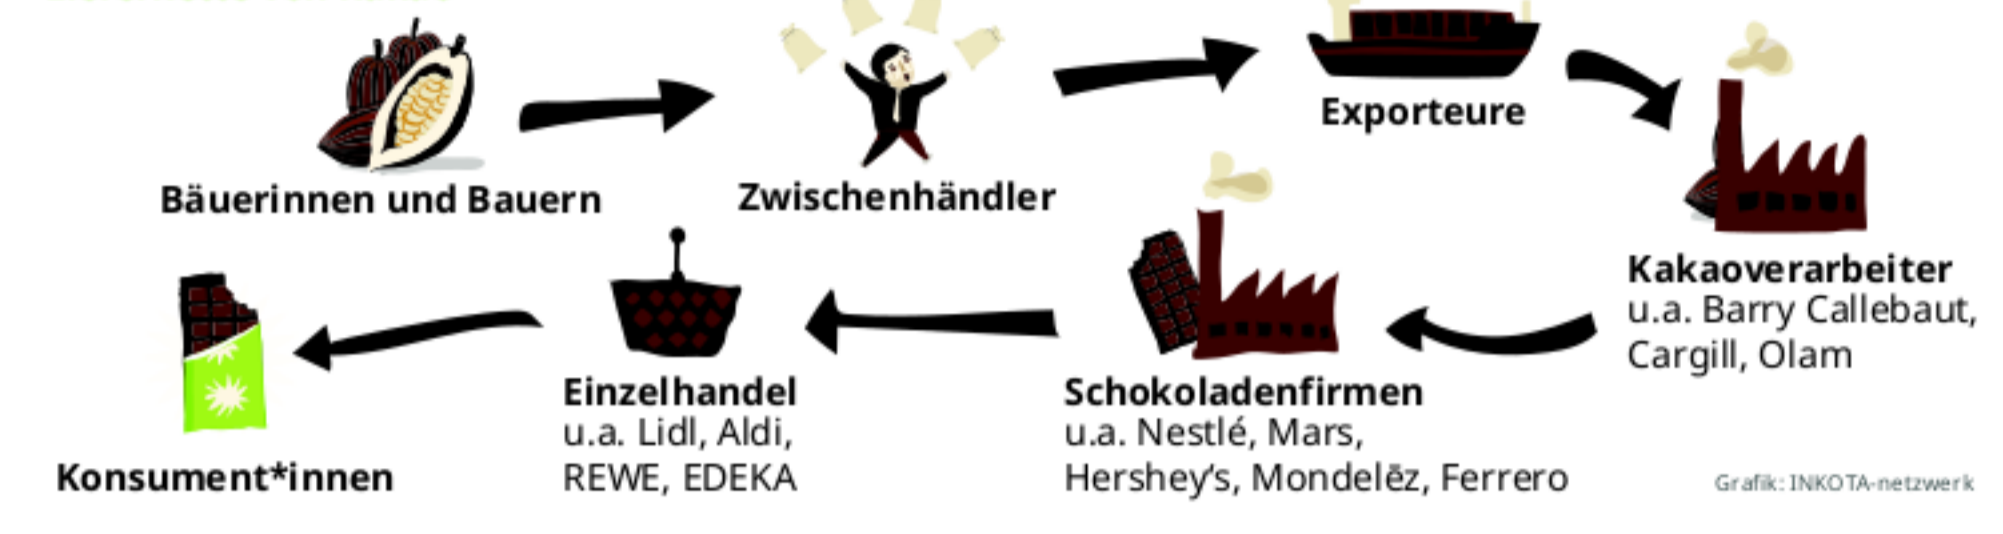 Bäuerinnen und Bauern
Zwischenhändler
Exporteure
Kakaoverarbeiter
u.a. Barry Callebaut,
Cargill, Olam
Schokoladenfirmen
u.a. Nestlé, Mars,
Hershey‘s, Mondelēz, Ferrero
Einzelhandel
u.a. Lidl, Aldi,
REWE, EDEKA
Konsument*innen
Grafik: INKOTA-netzwerk